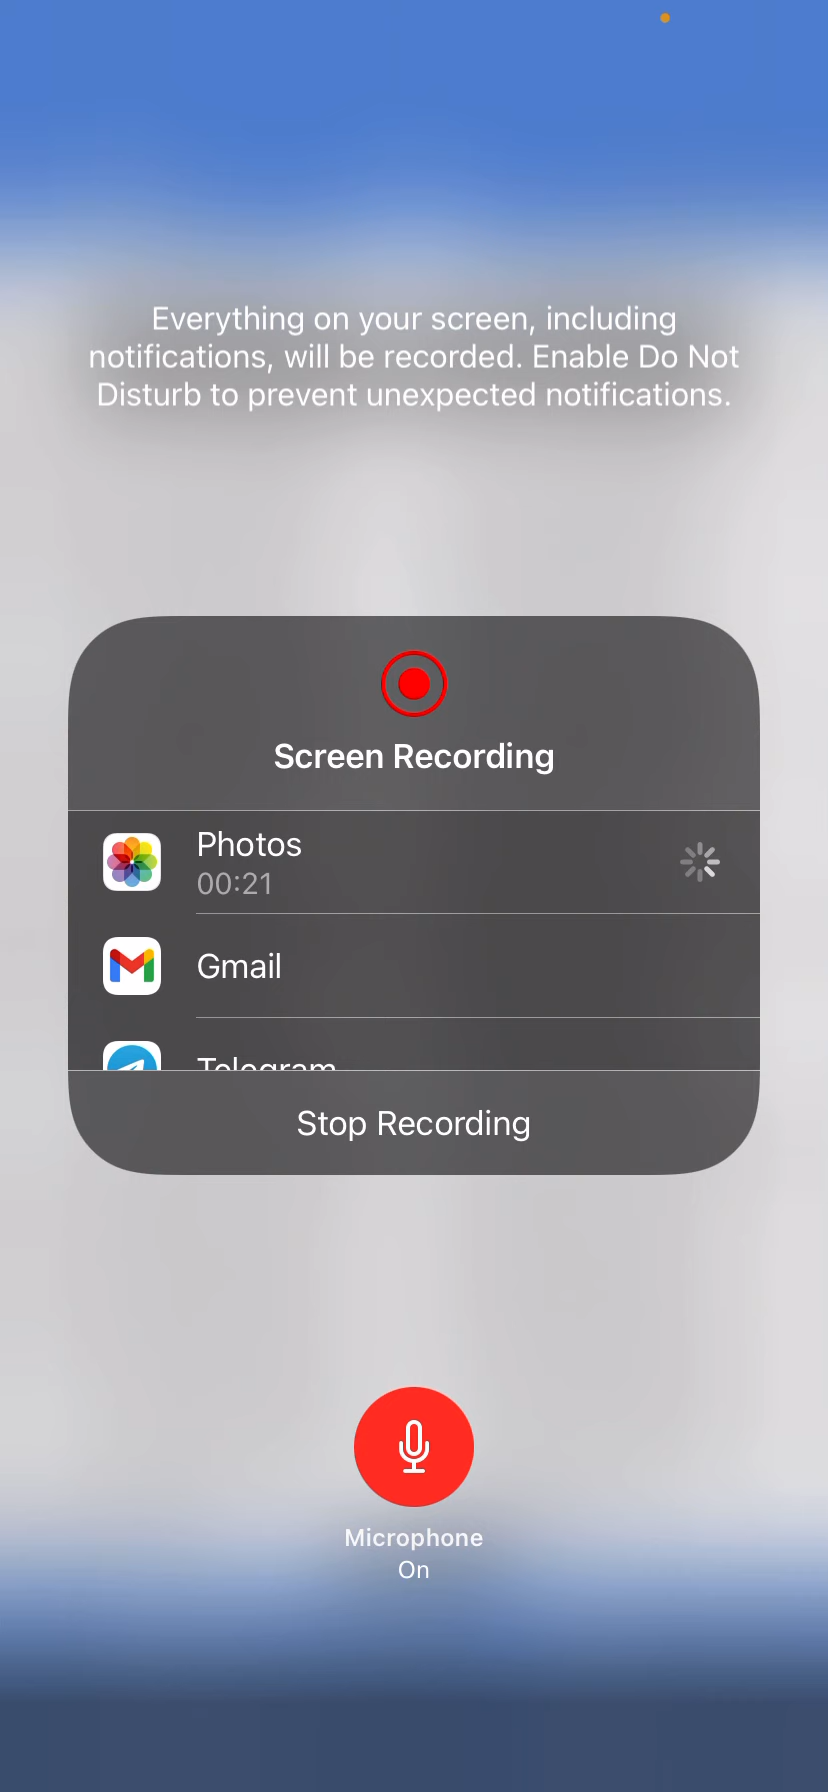 Everything on your screen, including
notifications, will be recorded. Enable Do Not
Disturb to prevent unexpected notifications.
Screen Recording
Photos
00:21
Gmail
Telegram
Stop Recording
Microphone
On